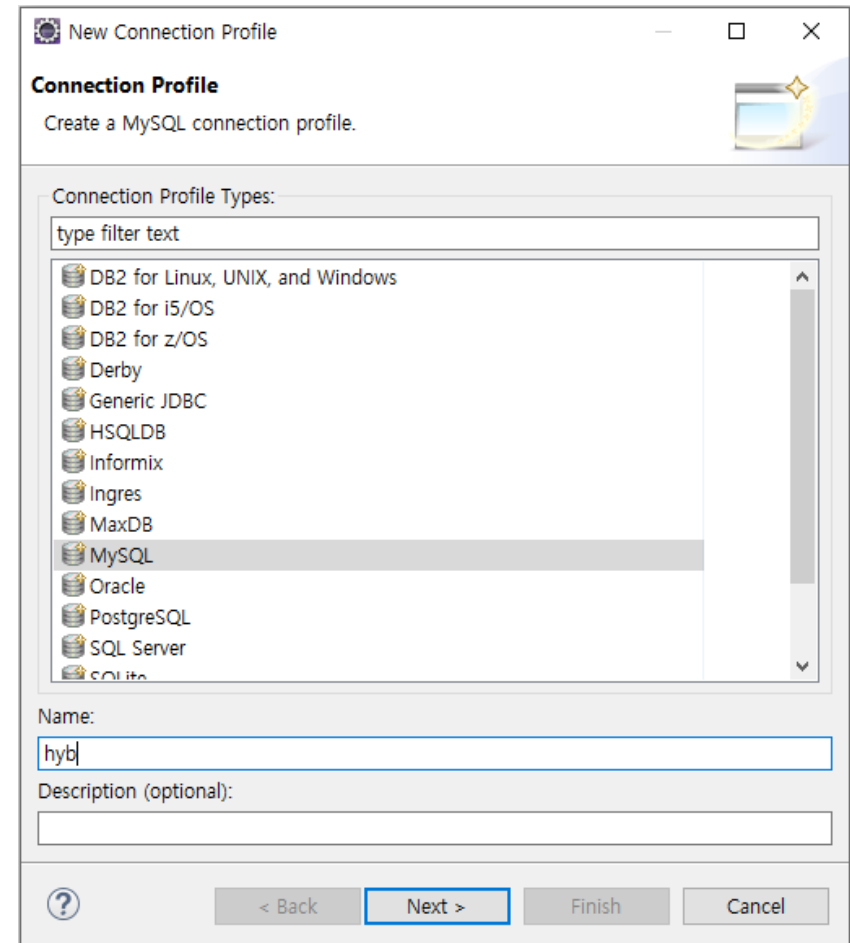 New Connection Profile
Connection Profile
Create a MySQL connection profile.
Connection Profile Types:
type filter text
DB2 for Linux, UNIX, and Windows
DB2 for i5/OS
DB2 for z/OS
Derby
Generic JDBC
HSQLDB
Informix
Ingres
MaxDB
MySQL
Oracle
PostgreSQL
SQL Server
SQLite
Name:
hyb
Description (optional):
?
< Back Next > Finish Cancel